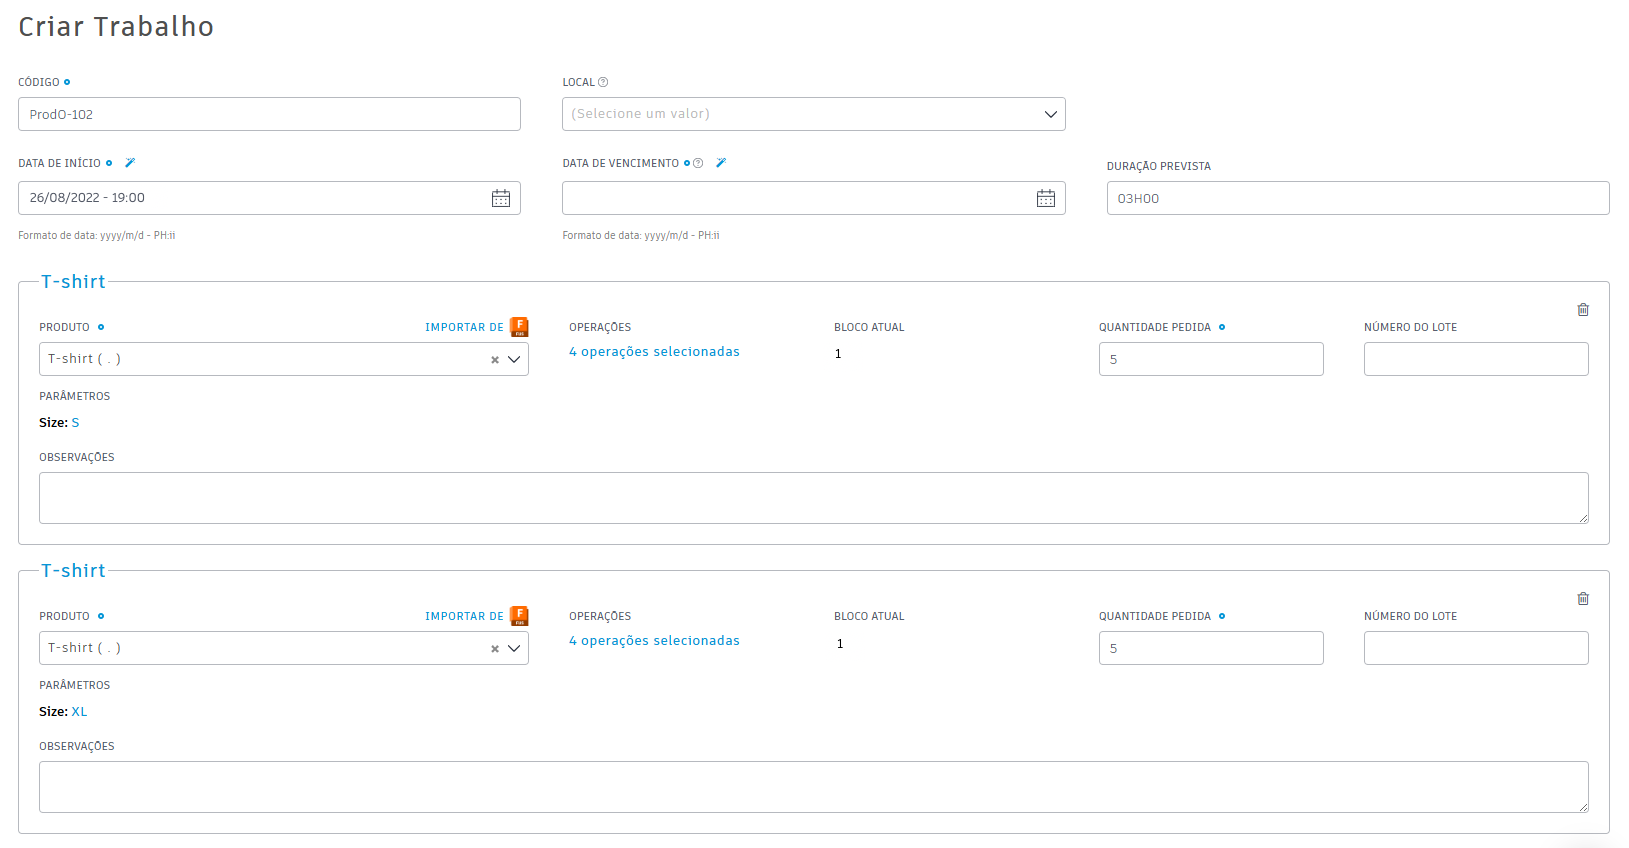 Criar Trabalho
CÓDIGO
LOCAL
ProdO-102
(Selecione um valor)
DATA DE INÍCIO
DATA DE VENCIMENTO
DURAÇÃO PREVISTA
26/08/2022 - 19:00
03H00
Formato de data: yyyy/m/d - PH:ii
Formato de data: yyyy/m/d - PH:ii
T-shirt
PRODUTO
IMPORTAR DE
OPERAÇÕES
BLOCO ATUAL
QUANTIDADE PEDIDA
NÚMERO DO LOTE
T-shirt ( . )
4 operações selecionadas
1
5
PARÂMETROS
Size: S
OBSERVAÇÕES
T-shirt
PRODUTO
IMPORTAR DE
OPERAÇÕES
BLOCO ATUAL
QUANTIDADE PEDIDA
NÚMERO DO LOTE
T-shirt ( . )
4 operações selecionadas
1
5
PARÂMETROS
Size: XL
OBSERVAÇÕES